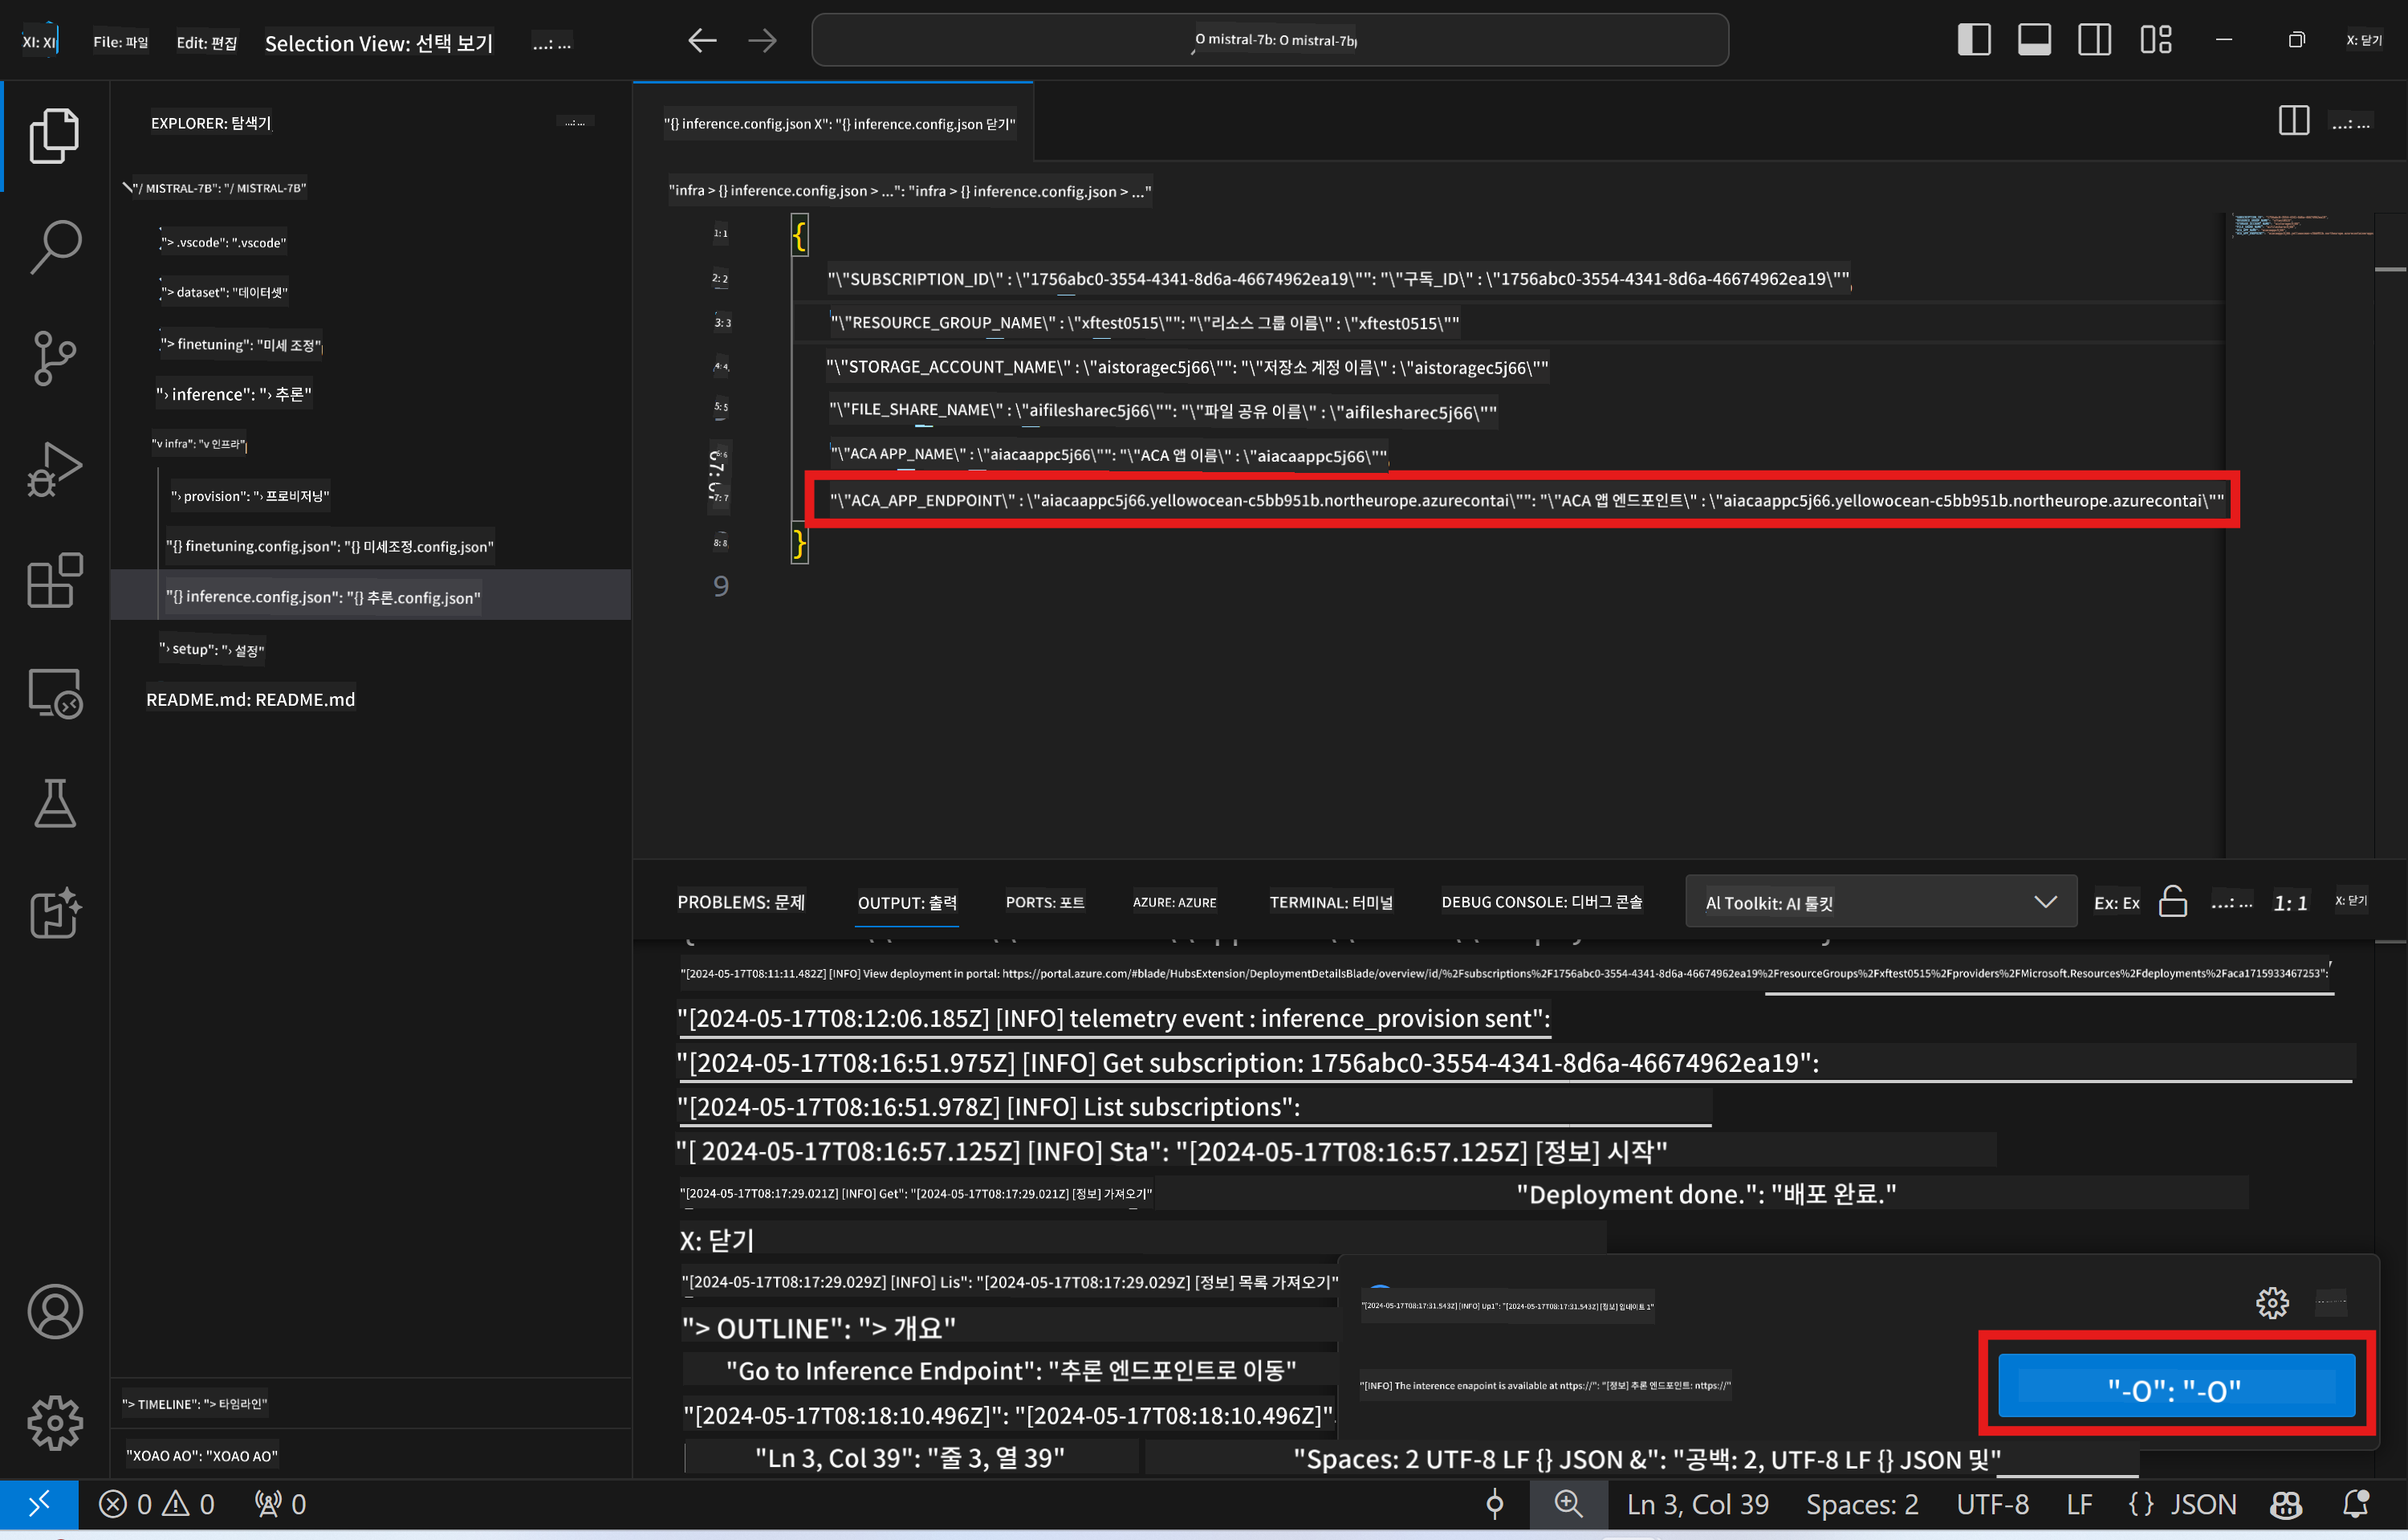 XI: XI
File: 파일
Edit: 편집
Selection View: 선택 보기
...: ...
O mistral-7b: O mistral-7b
X: 닫기
EXPLORER: 탐색기
...: ...
"/ MISTRAL-7B": "/ MISTRAL-7B"
"> .vscode": ".vscode"
"> dataset": "데이터셋"
"> finetuning": "미세 조정"
"› inference": "› 추론"
"v infra": "v 인프라"
"› provision": "› 프로비저닝"
"{} finetuning.config.json": "{} 미세조정.config.json"
"{} inference.config.json": "{} 추론.config.json"
"› setup": "› 설정"
README.md: README.md
"> TIMELINE": "> 타임라인"
"XOAO AO": "XOAO AO"
"{} inference.config.json X": "{} inference.config.json 닫기"
...: ...
"infra > {} inference.config.json > ...": "infra > {} inference.config.json > ..."
1: 1 {
2: 2 "\"SUBSCRIPTION_ID\" : \"1756abc0-3554-4341-8d6a-46674962ea19\"": "\"구독_ID\" : \"1756abc0-3554-4341-8d6a-46674962ea19\""
3: 3 "\"RESOURCE_GROUP_NAME\" : \"xftest0515\"": "\"리소스 그룹 이름\" : \"xftest0515\""
4: 4 "\"STORAGE_ACCOUNT_NAME\" : \"aistoragec5j66\"": "\"저장소 계정 이름\" : \"aistoragec5j66\""
5: 5 "\"FILE_SHARE_NAME\" : \"aifilesharec5j66\"": "\"파일 공유 이름\" : \"aifilesharec5j66\""
6: 6 "\"ACA APP_NAME\" : \"aiacaappc5j66\"": "\"ACA 앱 이름\" : \"aiacaappc5j66\""
7: 7 "\"ACA_APP_ENDPOINT\" : \"aiacaappc5j66.yellowocean-c5bb951b.northeurope.azurecontai\"": "\"ACA 앱 엔드포인트\" : \"aiacaappc5j66.yellowocean-c5bb951b.northeurope.azurecontai\""
8: 8 }
9
PROBLEMS: 문제
OUTPUT: 출력
PORTS: 포트
AZURE: AZURE
TERMINAL: 터미널
DEBUG CONSOLE: 디버그 콘솔
Al Toolkit: AI 툴킷
Ex: Ex
...: ...
1: 1
X: 닫기
"[2024-05-17T08:11:11.482Z] [INFO] View deployment in portal: https://portal.azure.com/#blade/HubsExtension/DeploymentDetailsBlade/overview/id/%2Fsubscriptions%2F1756abc0-3554-4341-8d6a-46674962ea19%2FresourceGroups%2Fxftest0515%2Fproviders%2FMicrosoft.Resources%2Fdeployments%2Faca1715933467253":
"[2024-05-17T08:12:06.185Z] [INFO] telemetry event : inference_provision sent":
"[2024-05-17T08:16:51.975Z] [INFO] Get subscription: 1756abc0-3554-4341-8d6a-46674962ea19":
"[2024-05-17T08:16:51.978Z] [INFO] List subscriptions":
"[ 2024-05-17T08:16:57.125Z] [INFO] Sta": "[2024-05-17T08:16:57.125Z] [정보] 시작"
"[2024-05-17T08:17:29.021Z] [INFO] Get": "[2024-05-17T08:17:29.021Z] [정보] 가져오기"
"Deployment done.": "배포 완료."
X: 닫기
"[2024-05-17T08:17:29.029Z] [INFO] Lis": "[2024-05-17T08:17:29.029Z] [정보] 목록 가져오기"
"[2024-05-17T08:17:31.543Z] [INFO] Up1": "[2024-05-17T08:17:31.543Z] [정보] 업데이트 1"
"> OUTLINE": "> 개요"
"Go to Inference Endpoint": "추론 엔드포인트로 이동"
"[INFO] The interence enapoint is available at nttps://": "[정보] 추론 엔드포인트: nttps://"
"-O": "-O"
"[2024-05-17T08:18:10.496Z]": "[2024-05-17T08:18:10.496Z]"
"Ln 3, Col 39": "줄 3, 열 39"
"Spaces: 2 UTF-8 LF {} JSON &": "공백: 2, UTF-8 LF {} JSON 및"
0 0 0
Ln 3, Col 39
Spaces: 2
UTF-8
LF
{ } JSON